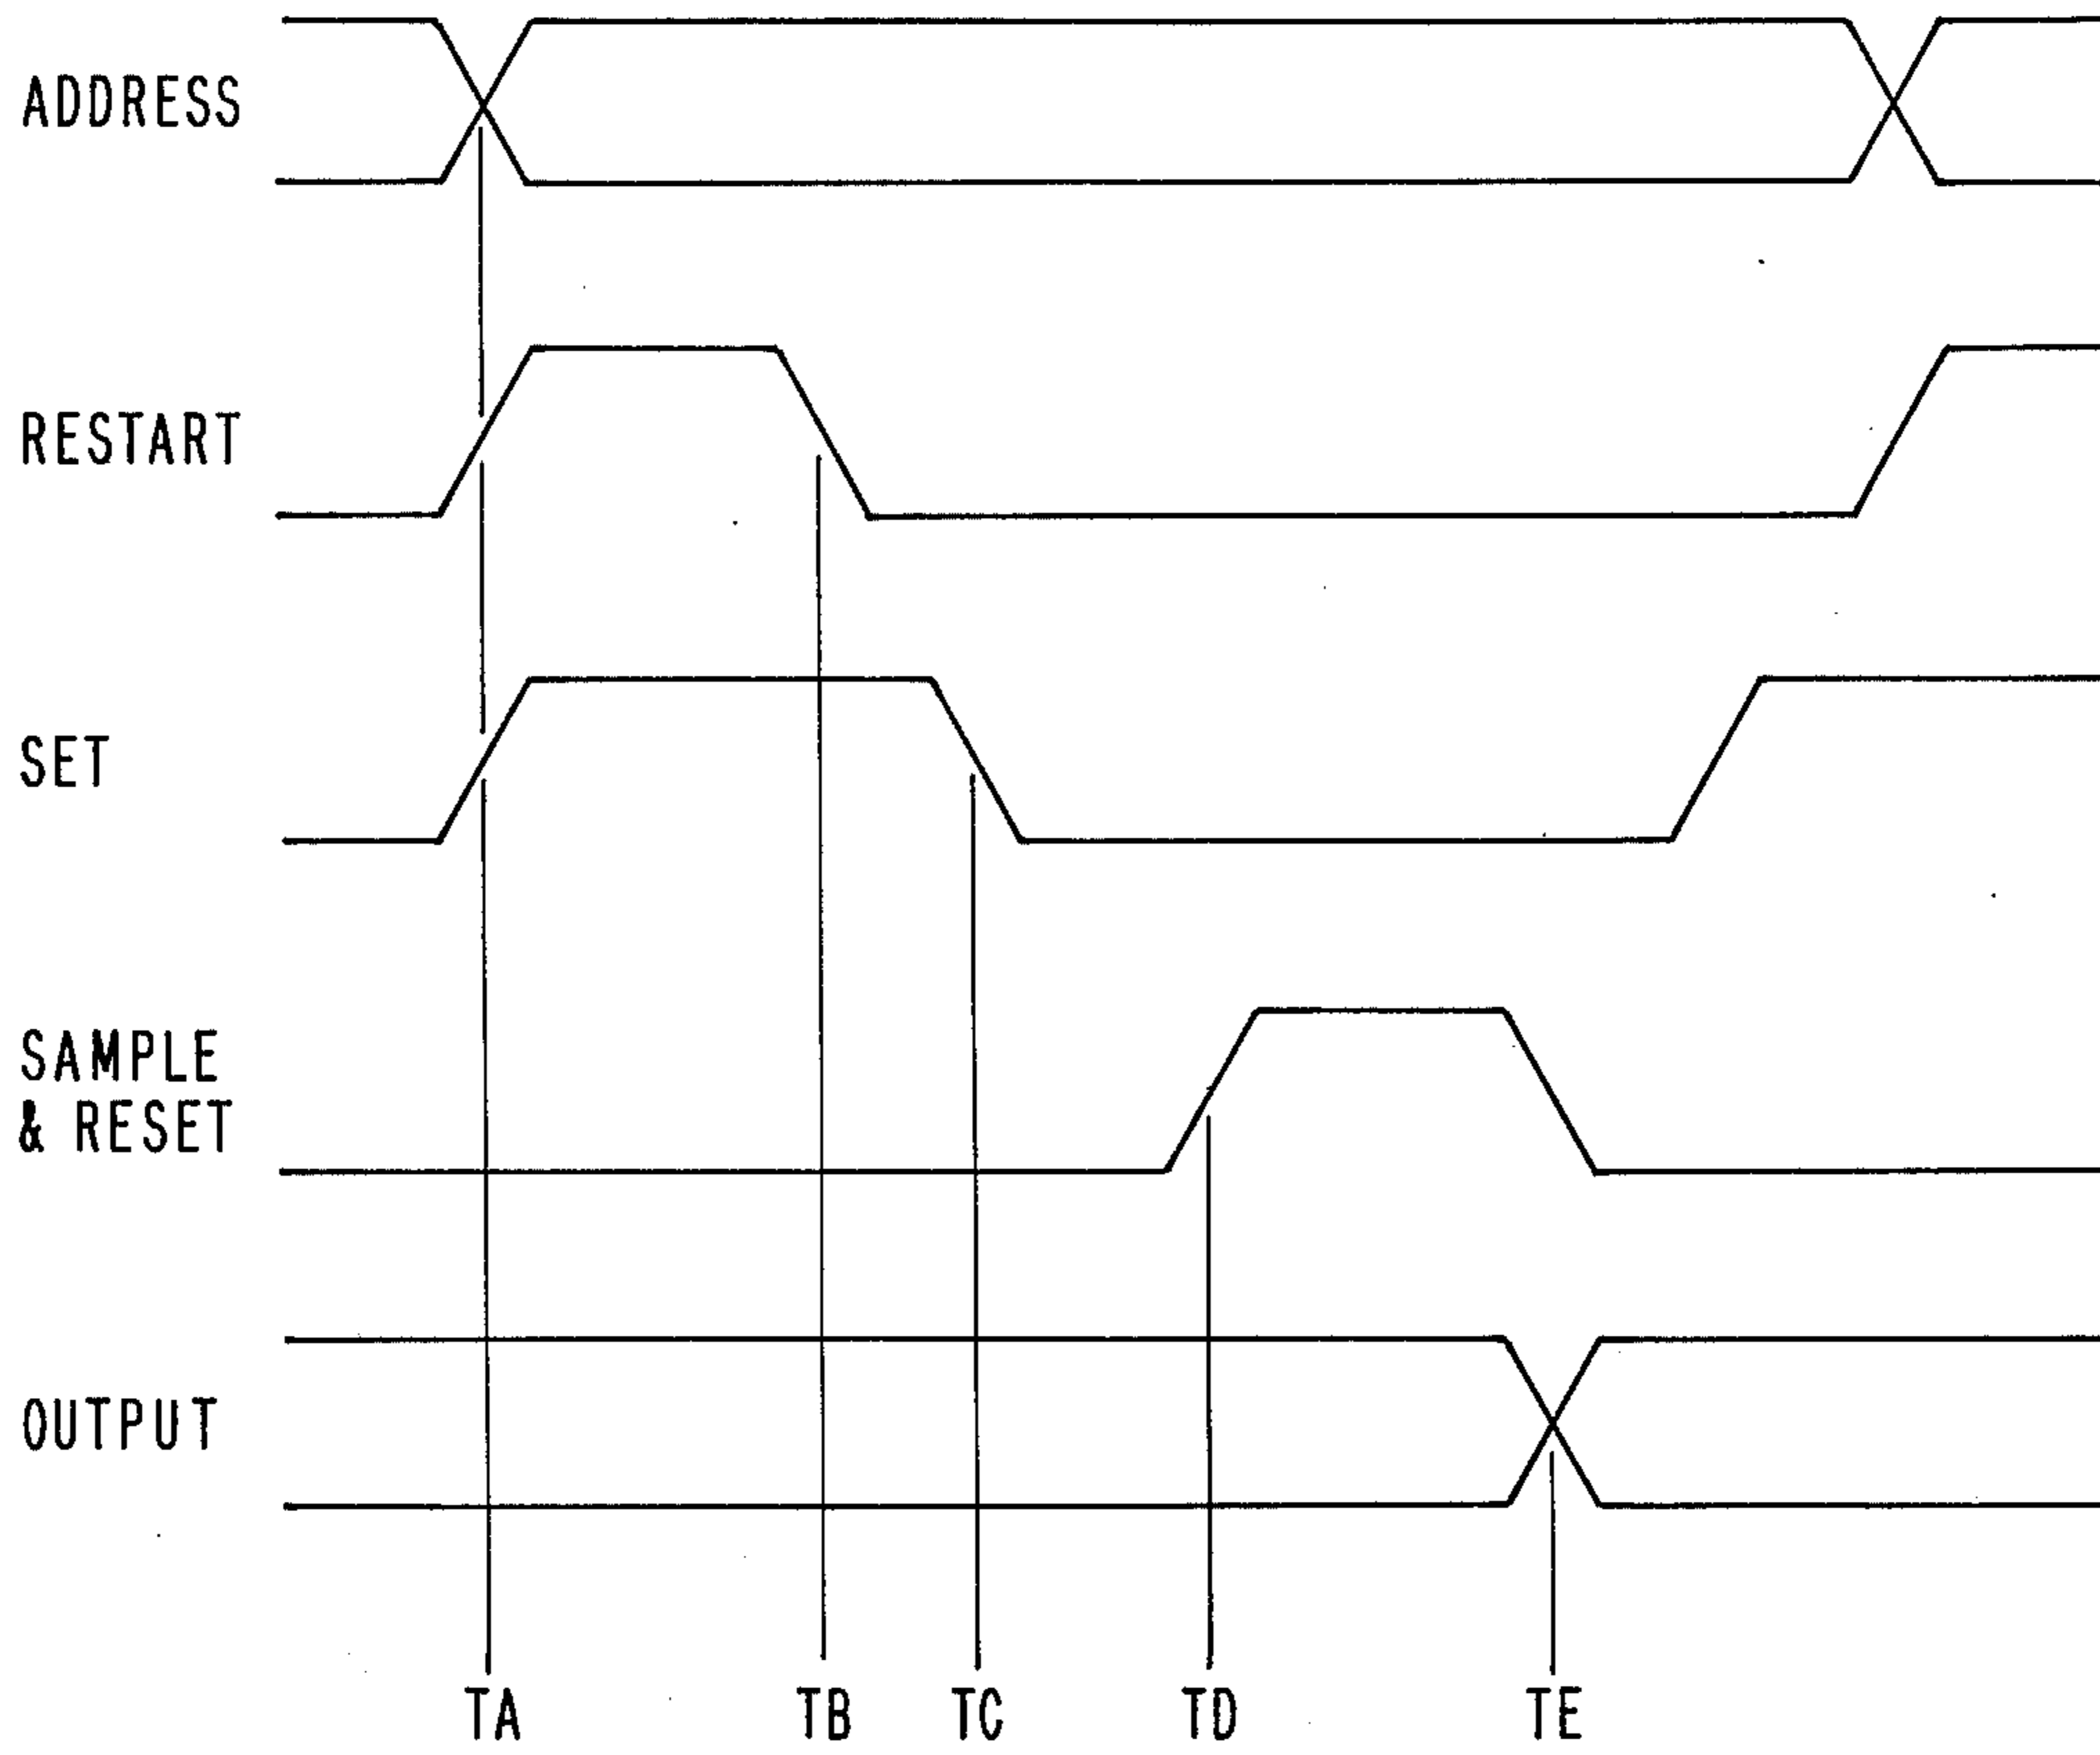 ADDRESS
RESTART
SET
SAMPLE
& RESET
OUTPUT
TA TB TC TD TE